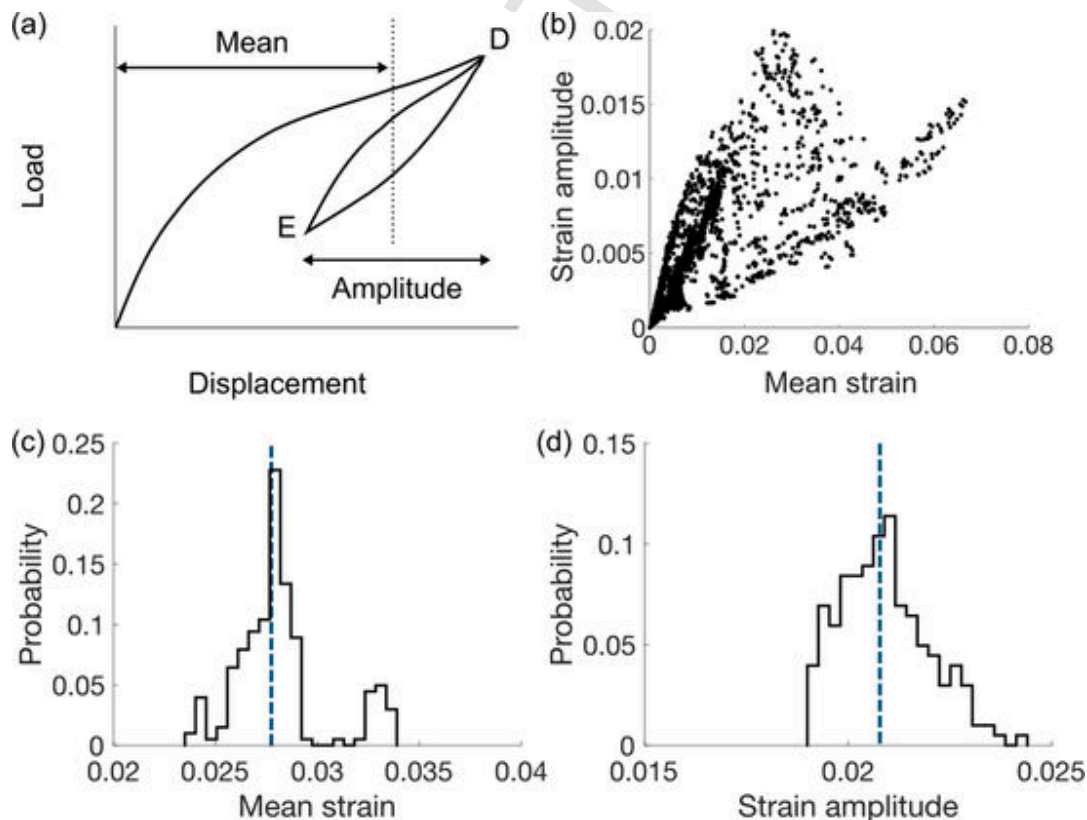 (a)
Mean
D
Load
E
Amplitude
Displacement
(b)
Strain amplitude
0.02
0.015
0.01
0.005
0
0 0.02 0.04 0.06 0.08
Mean strain
(c)
Probability
0.25
0.2
0.15
0.1
0.05
0
0.02 0.025 0.03 0.035 0.04
Mean strain
(d)
Probability
0.15
0.1
0.05
0
0.015 0.02 0.025
Strain amplitude